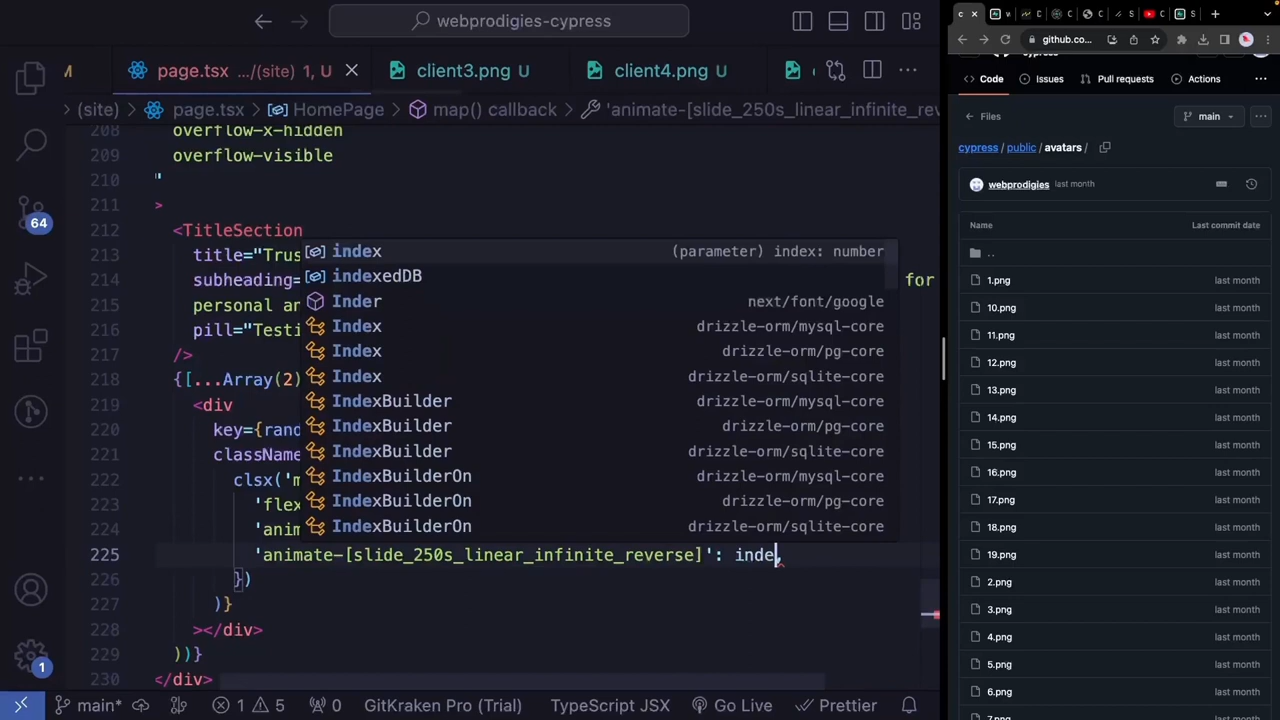 webprodigies-cypress
page.tsx .../(site) 1, U
client3.png U
client4.png U
(site) > page.tsx > HomePage > map() callback > 'animate-[slide_250s_linear_infinite_rev
208 overflow-x-hidden
209 overflow-visible
210 "
211 >
212 <TitleSection
213 title="Trus
214 subheading= for
215 personal an
216 pill="Testi
217 />
218 {[...Array(2)
219 <div
220 key={rand
221 className
222 clsx('m
223 'flex
224 'ani
225 'animate-[slide_250s_linear_infinite_reverse]': inde,
226 })
227 )}
228 ></div>
229 ))}
230 </div>
index (parameter) index: number
indexedDB
Inder next/font/google
Index drizzle-orm/mysql-core
Index drizzle-orm/pg-core
Index drizzle-orm/sqlite-core
IndexBuilder drizzle-orm/mysql-core
IndexBuilder drizzle-orm/pg-core
IndexBuilder drizzle-orm/sqlite-core
IndexBuilderOn drizzle-orm/mysql-core
IndexBuilderOn drizzle-orm/pg-core
IndexBuilderOn drizzle-orm/sqlite-core
64
1
main* 1 5 0 GitKraken Pro (Trial) TypeScript JSX Go Live Prettier
github.co...
Code Issues Pull requests Actions
Files main
cypress / public / avatars /
webprodigies last month
Name Last commit date
..
1.png last month
10.png last month
11.png last month
12.png last month
13.png last month
14.png last month
15.png last month
16.png last month
17.png last month
18.png last month
19.png last month
2.png last month
3.png last month
4.png last month
5.png last month
6.png last month
7.png last month